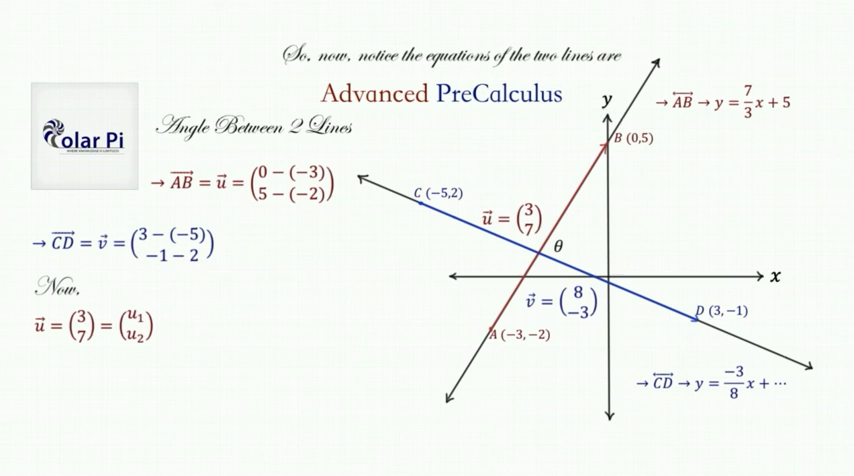 So, now, notice the equations of the two lines are
Advanced PreCalculus
Colar Pi
Angle Between 2 Lines
→ AB⃗ = u⃗ = (0 − (−3) / 5 − (−2))
→ CD⃗ = v⃗ = (3 − (−5) / −1 − 2)
Now,
u⃗ = (3 / 7) = (u₁ / u₂)
y
→ AB⃡ → y = 7/3 x + 5
B (0,5)
C (−5,2)
u⃗ = (3 / 7)
θ
x
v⃗ = (8 / −3)
D (3,−1)
A (−3,−2)
→ CD⃡ → y = −3/8 x + ⋯